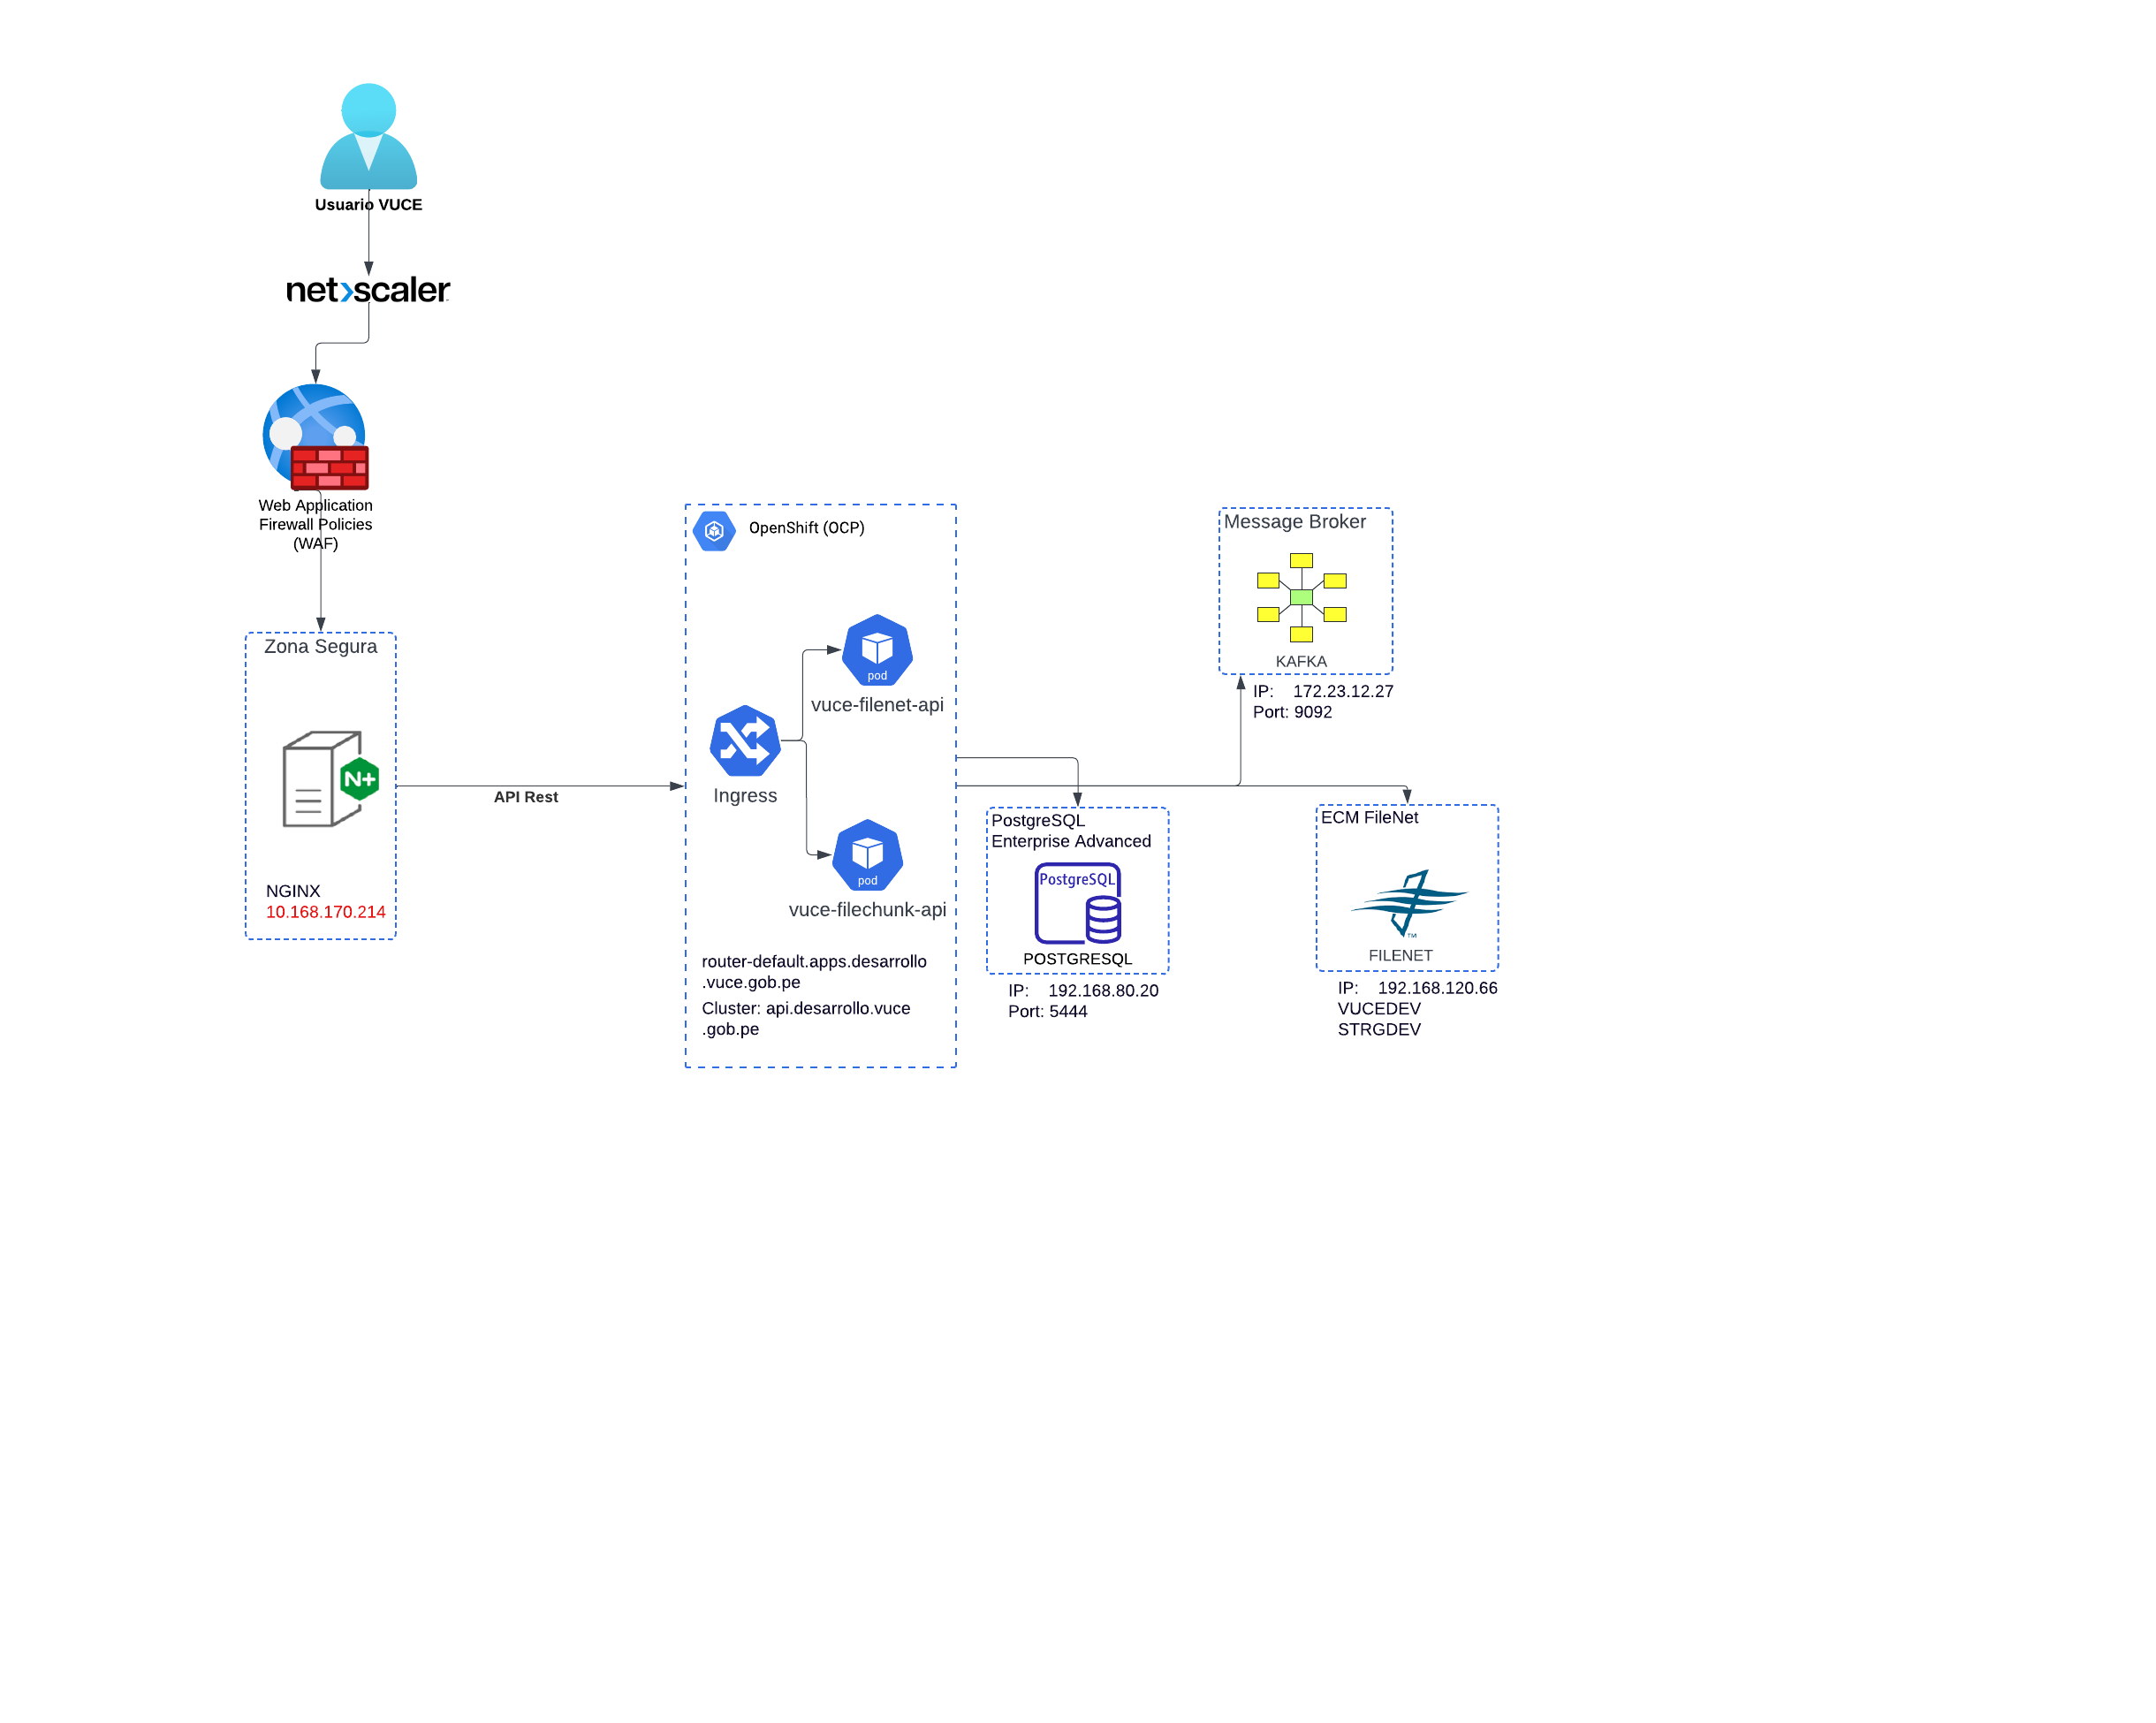 Usuario VUCE
net>scaler
Web Application
Firewall Policies
(WAF)
Zona Segura
N+
NGINX
10.168.170.214
API Rest
OpenShift (OCP)
pod
vuce-filenet-api
Ingress
pod
vuce-filechunk-api
router-default.apps.desarrollo
.vuce.gob.pe
Cluster: api.desarrollo.vuce
.gob.pe
Message Broker
KAFKA
IP: 172.23.12.27
Port: 9092
PostgreSQL
Enterprise Advanced
PostgreSQL
POSTGRESQL
IP: 192.168.80.20
Port: 5444
ECM FileNet
TM
FILENET
IP: 192.168.120.66
VUCEDEV
STRGDEV